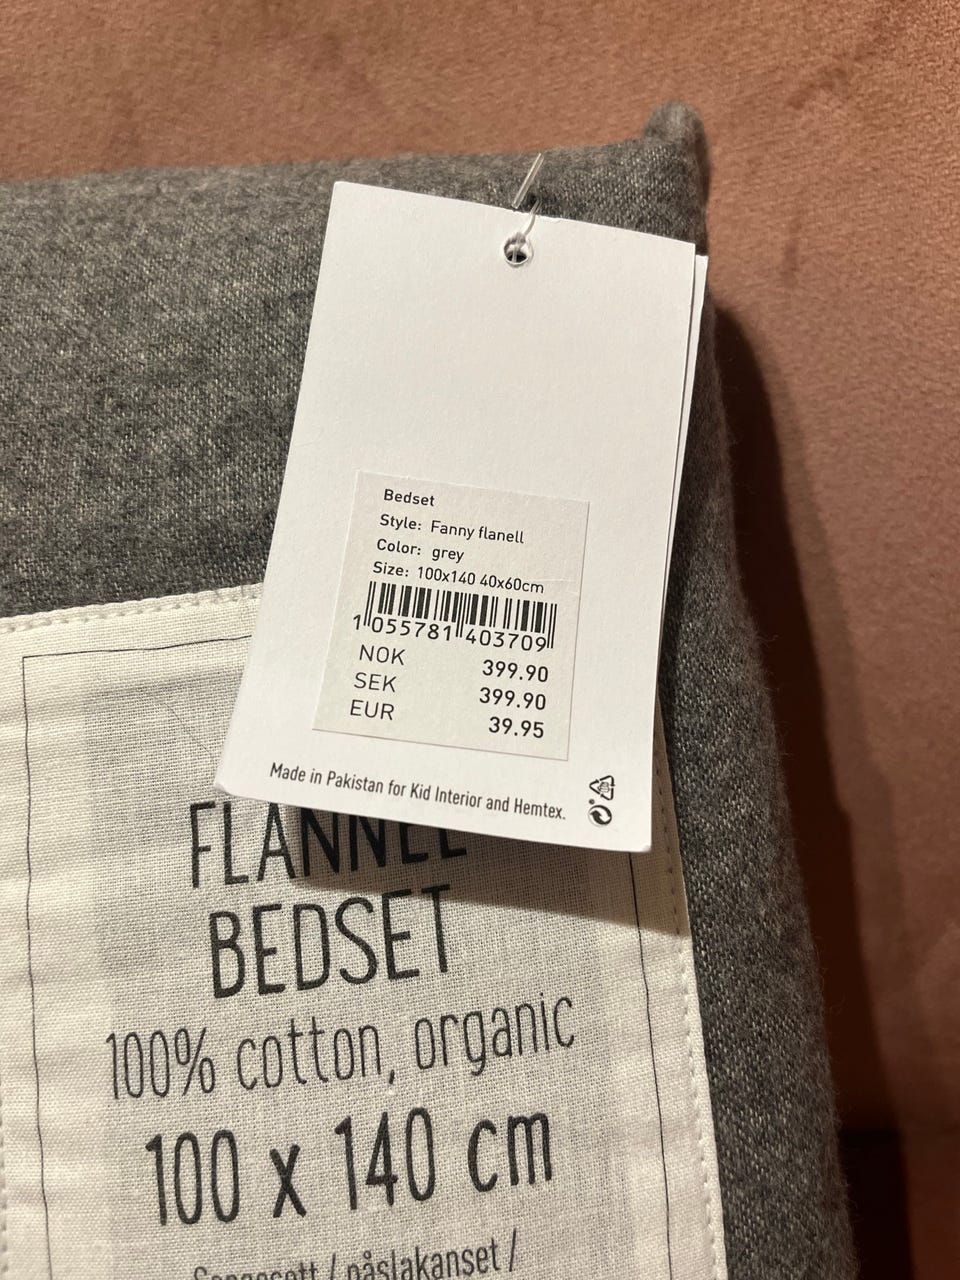 Bedset
Style: Fanny flanell
Color: grey
Size: 100x140 40x60cm
1 055781 403709
NOK 399.90
SEK 399.90
EUR 39.95
Made in Pakistan for Kid Interior and Hemtex.
FLANNEL
BEDSET
100% cotton, organic
100 x 140 cm
/ påslakanset /